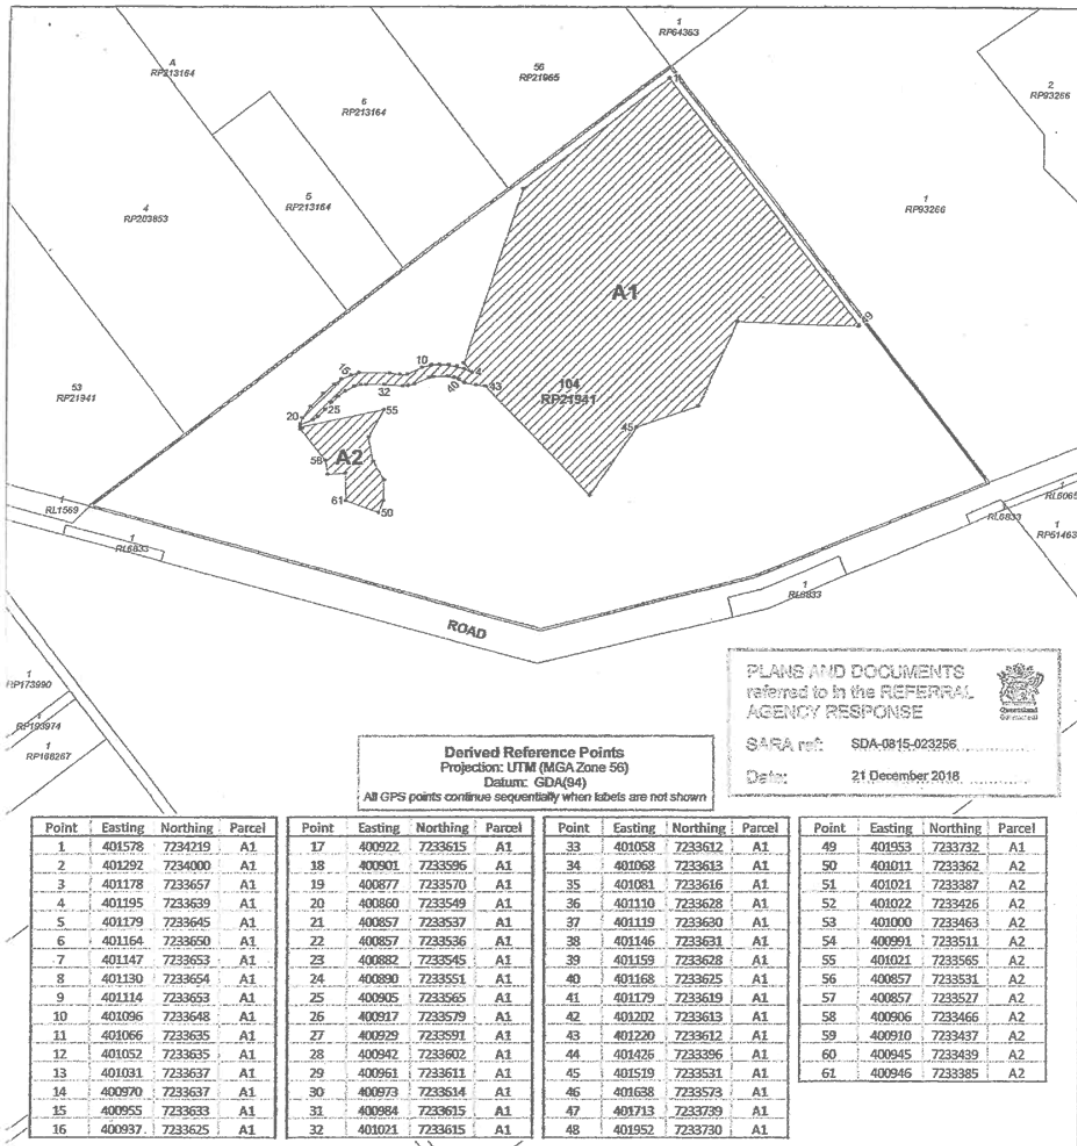 1
RP64363
A
RP213164
56
RP21965
6
RP213164
2
RP93266
5
RP213164
4
RP203853
1
RP93266
1
A1
49
10
4
15
40
43
32
104
RP21941
53
RP21941
25
55
20
45
58
A2
61
50
1
RL1569
1
RL6833
1
RL6065
RL6833
1
RP51463
1
RL6833
ROAD
1
RP173990
1
RP193974
1
RP168267
PLANS AND DOCUMENTS
referred to in the REFERRAL
AGENCY RESPONSE
Queensland
Government
SARA ref: SDA-0815-023256
Date: 21 December 2018
Derived Reference Points
Projection: UTM (MGA Zone 56)
Datum: GDA(94)
All GPS points continue sequentially when labels are not shown
Point Easting Northing Parcel
1 401578 7234219 A1
2 401292 7234000 A1
3 401178 7233657 A1
4 401195 7233639 A1
5 401179 7233645 A1
6 401164 7233650 A1
7 401147 7233653 A1
8 401130 7233654 A1
9 401114 7233653 A1
10 401096 7233648 A1
11 401066 7233635 A1
12 401052 7233635 A1
13 401031 7233637 A1
14 400970 7233637 A1
15 400955 7233633 A1
16 400937 7233625 A1
Point Easting Northing Parcel
17 400922 7233615 A1
18 400901 7233596 A1
19 400877 7233570 A1
20 400860 7233549 A1
21 400857 7233537 A1
22 400857 7233536 A1
23 400882 7233545 A1
24 400890 7233551 A1
25 400905 7233565 A1
26 400917 7233579 A1
27 400929 7233591 A1
28 400942 7233602 A1
29 400961 7233611 A1
30 400973 7233614 A1
31 400984 7233615 A1
32 401021 7233615 A1
Point Easting Northing Parcel
33 401058 7233612 A1
34 401068 7233613 A1
35 401081 7233616 A1
36 401110 7233628 A1
37 401119 7233630 A1
38 401146 7233631 A1
39 401159 7233628 A1
40 401168 7233625 A1
41 401179 7233619 A1
42 401202 7233613 A1
43 401220 7233612 A1
44 401426 7233396 A1
45 401519 7233531 A1
46 401638 7233573 A1
47 401713 7233739 A1
48 401952 7233730 A1
Point Easting Northing Parcel
49 401953 7233732 A1
50 401011 7233362 A2
51 401021 7233387 A2
52 401022 7233426 A2
53 401000 7233463 A2
54 400991 7233511 A2
55 401021 7233565 A2
56 400857 7233531 A2
57 400857 7233527 A2
58 400906 7233466 A2
59 400910 7233437 A2
60 400945 7233439 A2
61 400946 7233385 A2